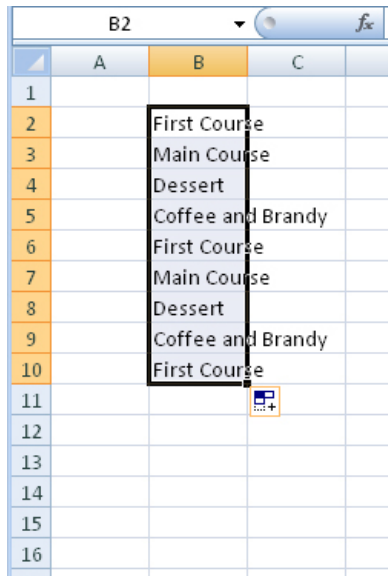 B2 fx
A B C
1
2 First Course
3 Main Course
4 Dessert
5 Coffee and Brandy
6 First Course
7 Main Course
8 Dessert
9 Coffee and Brandy
10 First Course
11
12
13
14
15
16